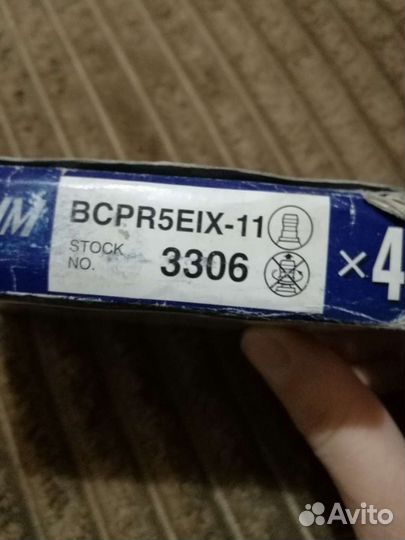 BCPR5EIX-11
STOCK NO. 3306
×4
Avito